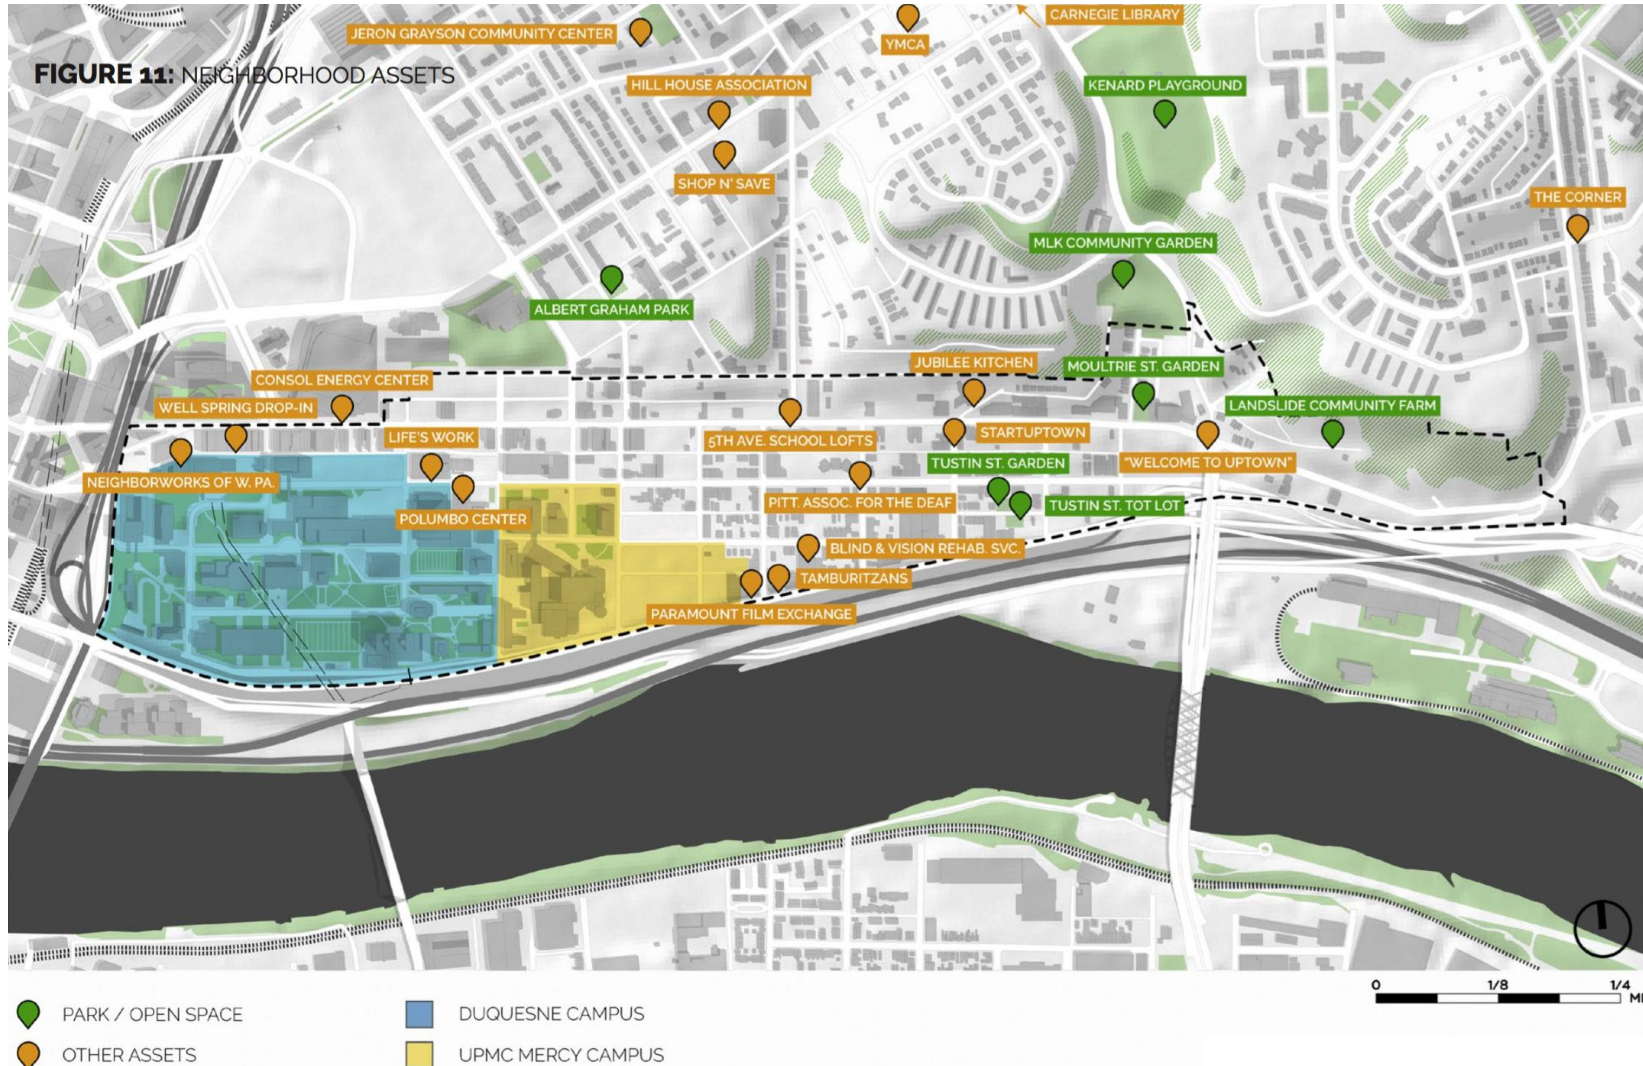 JERON GRAYSON COMMUNITY CENTER
YMCA
CARNEGIE LIBRARY
FIGURE 11: NEIGHBORHOOD ASSETS
HILL HOUSE ASSOCIATION
KENARD PLAYGROUND
SHOP N' SAVE
THE CORNER
MLK COMMUNITY GARDEN
ALBERT GRAHAM PARK
JUBILEE KITCHEN
MOULTRIE ST. GARDEN
CONSOL ENERGY CENTER
WELL SPRING DROP-IN
LANDSLIDE COMMUNITY FARM
LIFE'S WORK
5TH AVE. SCHOOL LOFTS
STARTUPTOWN
TUSTIN ST. GARDEN
"WELCOME TO UPTOWN"
NEIGHBORWORKS OF W. PA.
PITT. ASSOC. FOR THE DEAF
TUSTIN ST. TOT LOT
POLUMBO CENTER
BLIND & VISION REHAB. SVC.
TAMBURITZANS
PARAMOUNT FILM EXCHANGE
0 1/8 1/4
PARK / OPEN SPACE
DUQUESNE CAMPUS
OTHER ASSETS
UPMC MERCY CAMPUS